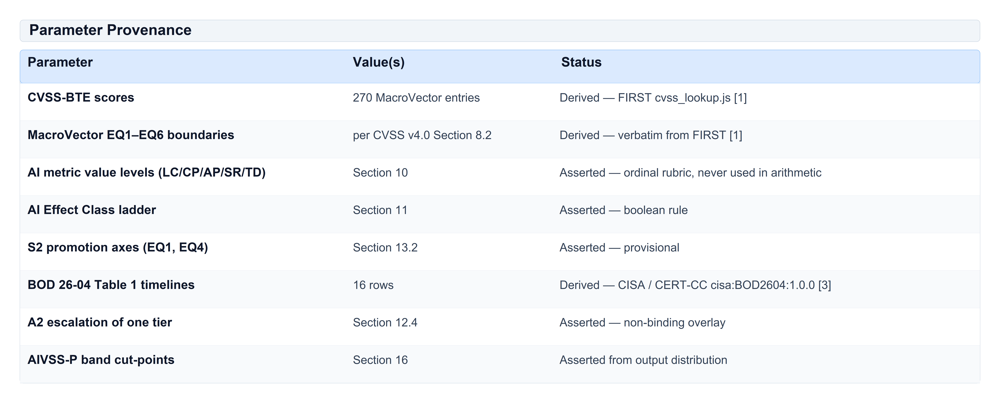 Parameter Provenance
Parameter Value(s) Status
CVSS-BTE scores 270 MacroVector entries Derived — FIRST cvss_lookup.js [1]
MacroVector EQ1–EQ6 boundaries per CVSS v4.0 Section 8.2 Derived — verbatim from FIRST [1]
AI metric value levels (LC/CP/AP/SR/TD) Section 10 Asserted — ordinal rubric, never used in arithmetic
AI Effect Class ladder Section 11 Asserted — boolean rule
S2 promotion axes (EQ1, EQ4) Section 13.2 Asserted — provisional
BOD 26-04 Table 1 timelines 16 rows Derived — CISA / CERT-CC cisa:BOD2604:1.0.0 [3]
A2 escalation of one tier Section 12.4 Asserted — non-binding overlay
AIVSS-P band cut-points Section 16 Asserted from output distribution